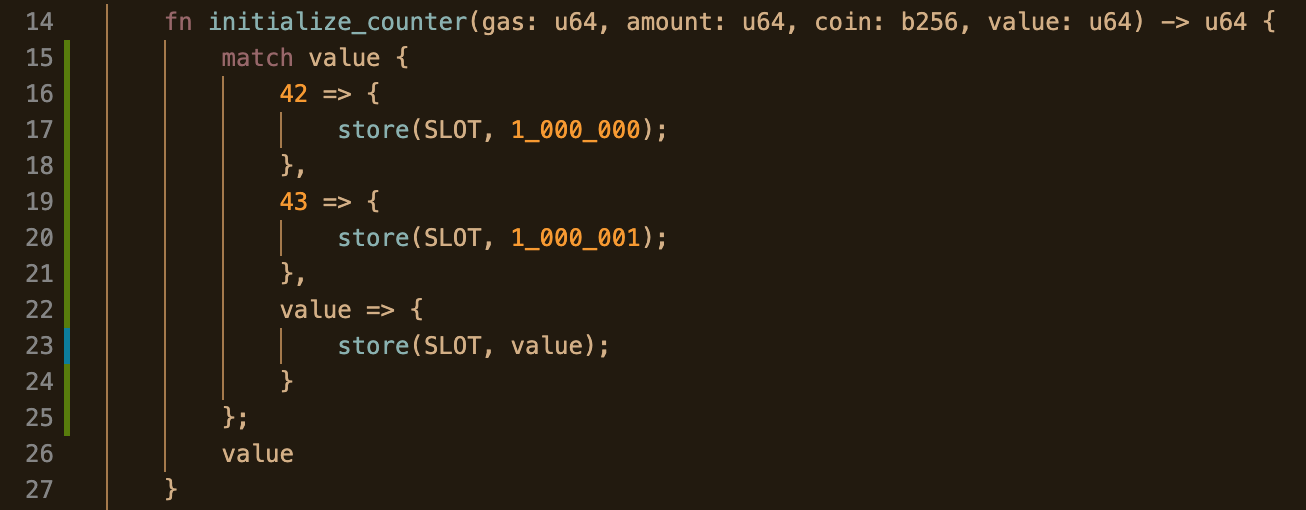 14 fn initialize_counter(gas: u64, amount: u64, coin: b256, value: u64) -> u64 {
15 match value {
16 42 => {
17 store(SLOT, 1_000_000);
18 },
19 43 => {
20 store(SLOT, 1_000_001);
21 },
22 value => {
23 store(SLOT, value);
24 }
25 };
26 value
27 }